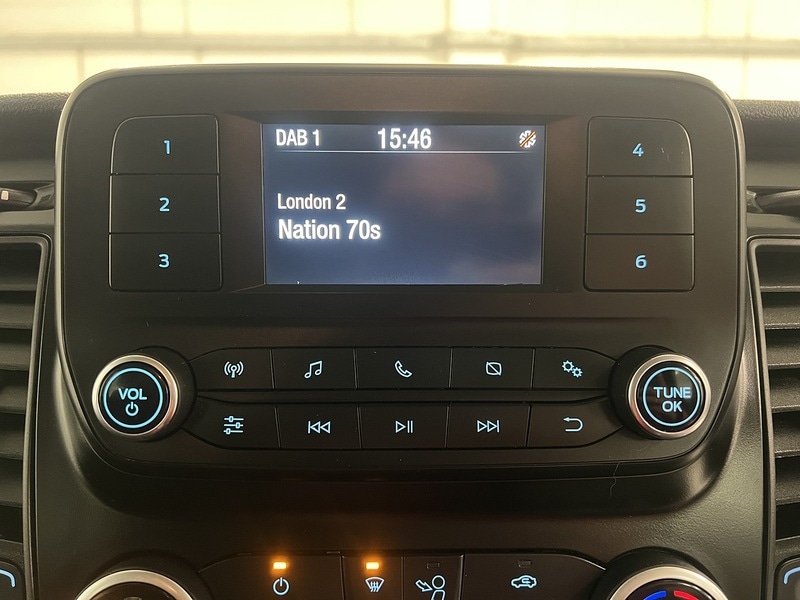 DAB 1 15:46
London 2
Nation 70s
1
2
3
4
5
6
VOL
TUNE
OK